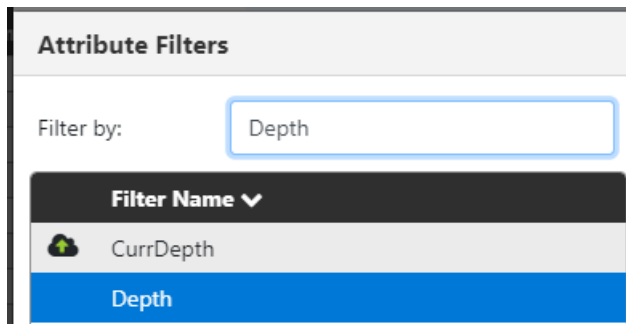 Attribute Filters
Filter by: Depth
Filter Name
CurrDepth
Depth